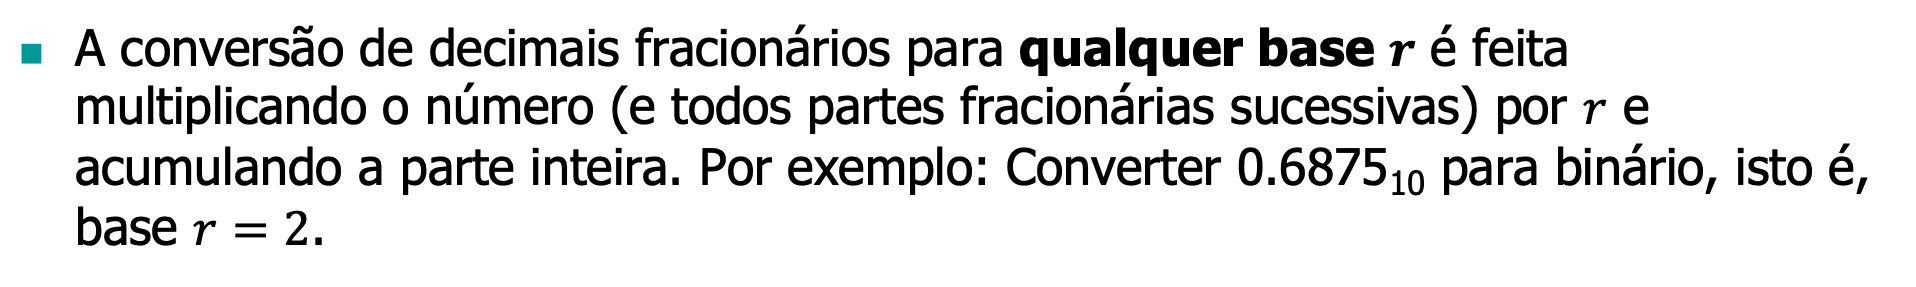 A conversão de decimais fracionários para qualquer base r é feita
multiplicando o número (e todos partes fracionárias sucessivas) por r e
acumulando a parte inteira. Por exemplo: Converter 0.6875₁₀ para binário, isto é,
base r = 2.